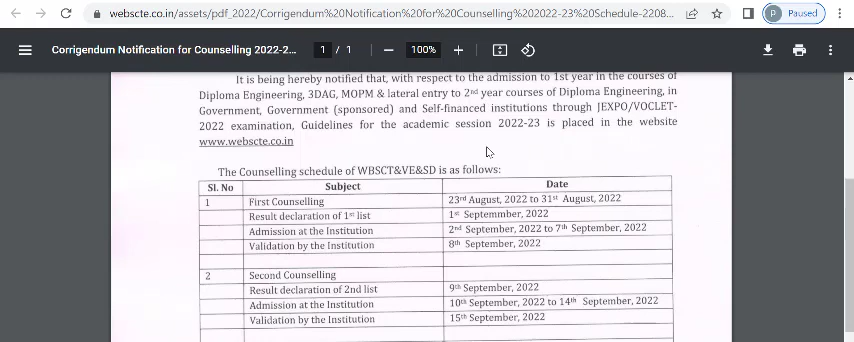 webscte.co.in/assets/pdf_2022/Corrigendum%20Notification%20for%20Counselling%202022-23%20Schedule-2208...
P Paused
Corrigendum Notification for Counselling 2022-2... 1 / 1 — 100% +
It is being hereby notified that, with respect to the admission to 1st year in the courses of
Diploma Engineering, 3DAG, MOPM & lateral entry to 2nd year courses of Diploma Engineering, in
Government, Government (sponsored) and Self-financed institutions through JEXPO/VOCLET-
2022 examination, Guidelines for the academic session 2022-23 is placed in the website
www.webscte.co.in
The Counselling schedule of WBSCT&VE&SD is as follows:
Sl. No Subject Date
1 First Counselling 23rd August, 2022 to 31st August, 2022
Result declaration of 1st list 1st Septemmber, 2022
Admission at the Institution 2nd September, 2022 to 7th September, 2022
Validation by the Institution 8th September, 2022
2 Second Counselling
Result declaration of 2nd list 9th September, 2022
Admission at the Institution 10th September, 2022 to 14th September, 2022
Validation by the Institution 15th September, 2022